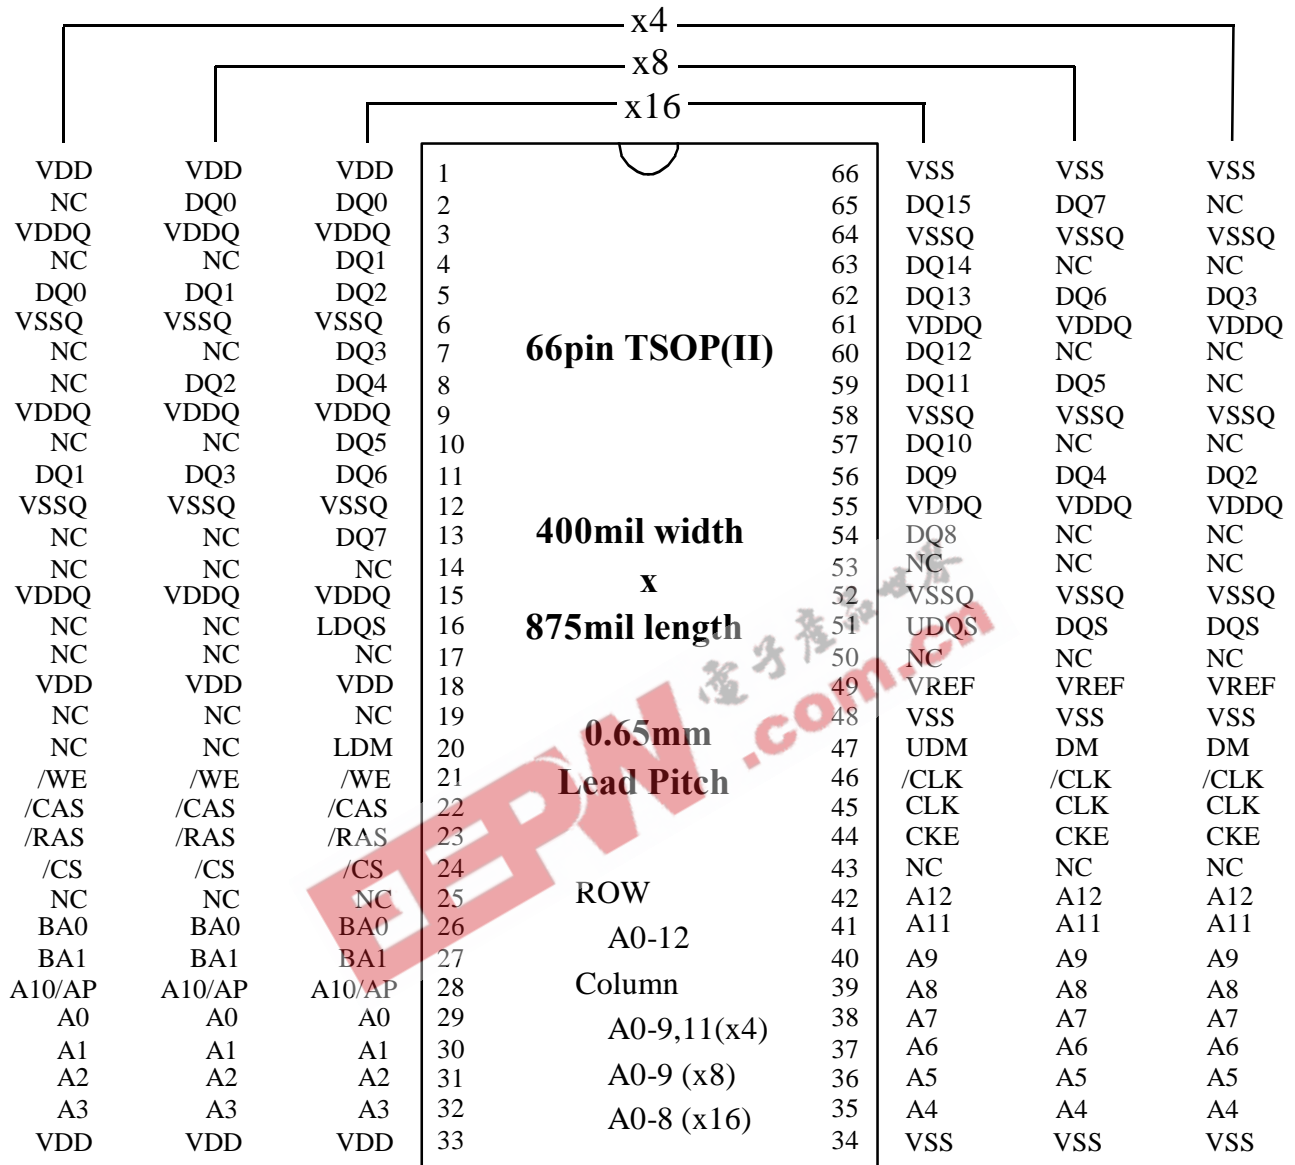 x4
x8
x16
VDD VDD VDD 1 66 VSS VSS VSS
NC DQ0 DQ0 2 65 DQ15 DQ7 NC
VDDQ VDDQ VDDQ 3 64 VSSQ VSSQ VSSQ
NC NC DQ1 4 63 DQ14 NC NC
DQ0 DQ1 DQ2 5 62 DQ13 DQ6 DQ3
VSSQ VSSQ VSSQ 6 61 VDDQ VDDQ VDDQ
NC NC DQ3 7 66pin TSOP(II) 60 DQ12 NC NC
NC DQ2 DQ4 8 59 DQ11 DQ5 NC
VDDQ VDDQ VDDQ 9 58 VSSQ VSSQ VSSQ
NC NC DQ5 10 57 DQ10 NC NC
DQ1 DQ3 DQ6 11 56 DQ9 DQ4 DQ2
VSSQ VSSQ VSSQ 12 55 VDDQ VDDQ VDDQ
NC NC DQ7 13 400mil width 54 DQ8 NC NC
NC NC NC 14 x 53 NC NC NC
VDDQ VDDQ VDDQ 15 52 VSSQ VSSQ VSSQ
NC NC LDQS 16 875mil length 51 UDQS DQS DQS
NC NC NC 17 50 NC NC NC
VDD VDD VDD 18 49 VREF VREF VREF
NC NC NC 19 0.65mm 48 VSS VSS VSS
NC NC LDM 20 47 UDM DM DM
/WE /WE /WE 21 Lead Pitch 46 /CLK /CLK /CLK
/CAS /CAS /CAS 22 45 CLK CLK CLK
/RAS /RAS /RAS 23 44 CKE CKE CKE
/CS /CS /CS 24 43 NC NC NC
NC NC NC 25 ROW 42 A12 A12 A12
BA0 BA0 BA0 26 A0-12 41 A11 A11 A11
BA1 BA1 BA1 27 40 A9 A9 A9
A10/AP A10/AP A10/AP 28 Column 39 A8 A8 A8
A0 A0 A0 29 A0-9,11(x4) 38 A7 A7 A7
A1 A1 A1 30 37 A6 A6 A6
A2 A2 A2 31 A0-9 (x8) 36 A5 A5 A5
A3 A3 A3 32 A0-8 (x16) 35 A4 A4 A4
VDD VDD VDD 33 34 VSS VSS VSS
EEPW.com.cn
電子產品世界